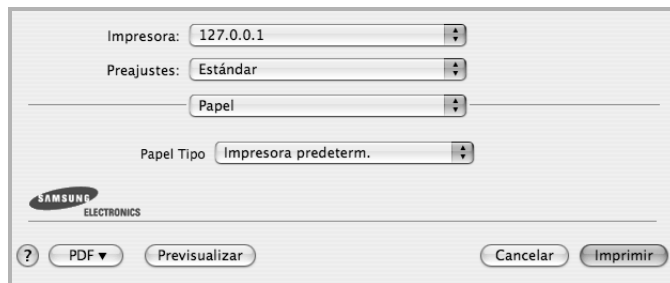 Impresora: 127.0.0.1
Preajustes: Estándar
Papel
Papel Tipo Impresora predeterm.
SAMSUNG
ELECTRONICS
? PDF Previsualizar Cancelar Imprimir